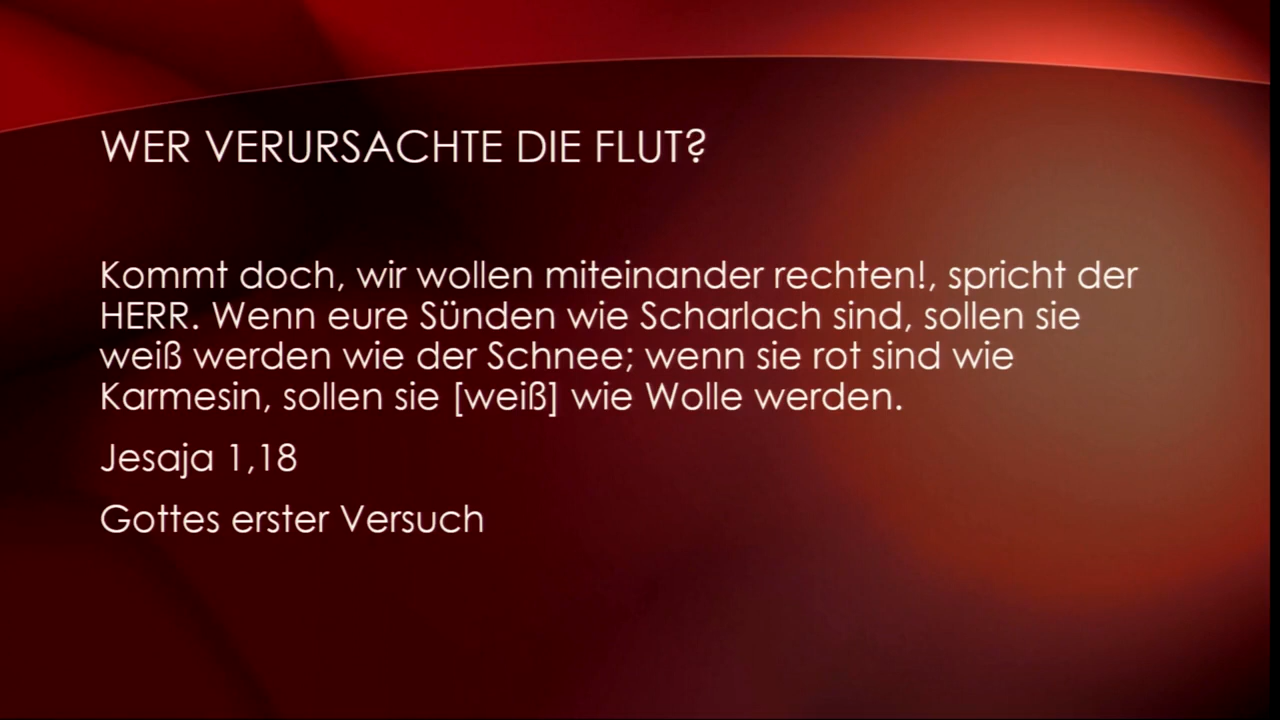 WER VERURSACHTE DIE FLUT?
Kommt doch, wir wollen miteinander rechten!, spricht der
HERR. Wenn eure Sünden wie Scharlach sind, sollen sie
weiß werden wie der Schnee; wenn sie rot sind wie
Karmesin, sollen sie [weiß] wie Wolle werden.
Jesaja 1,18
Gottes erster Versuch